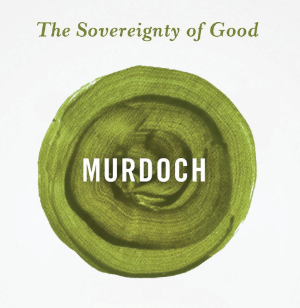 The Sovereignty of Good
MURDOCH